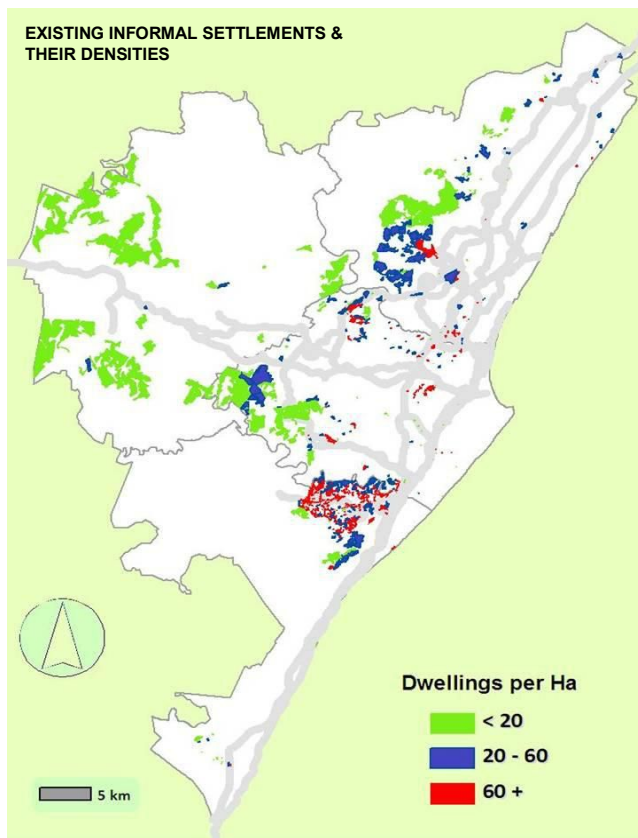 EXISTING INFORMAL SETTLEMENTS &
THEIR DENSITIES
Dwellings per Ha
< 20
20 - 60
60 +
5 km